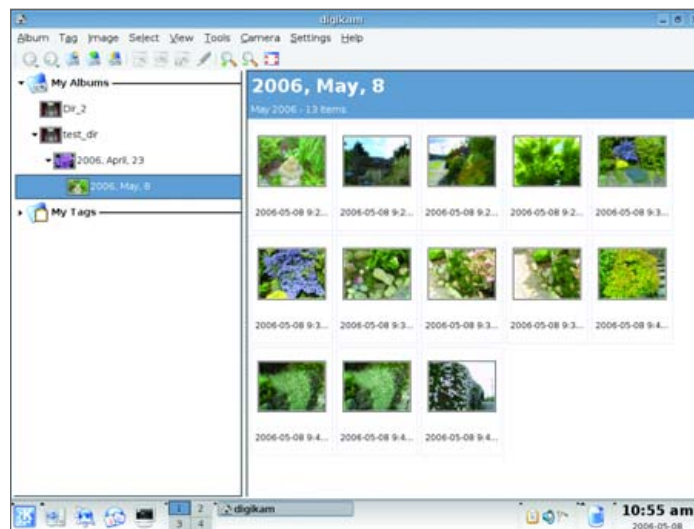 digikam
Album Tag Image Select View Tools Camera Settings Help
My Albums
Dir_2
test_dir
2006, April, 23
2006, May, 8
My Tags
2006, May, 8
May 2006 - 13 Items
2006-05-08 9:2... 2006-05-08 9:2... 2006-05-08 9:2... 2006-05-08 9:2... 2006-05-08 9:3...
2006-05-08 9:3... 2006-05-08 9:3... 2006-05-08 9:3... 2006-05-08 9:3... 2006-05-08 9:4...
2006-05-08 9:4... 2006-05-08 9:4... 2006-05-08 9:4...
1 2 digikam
3 4
10:55 am
2006-05-08